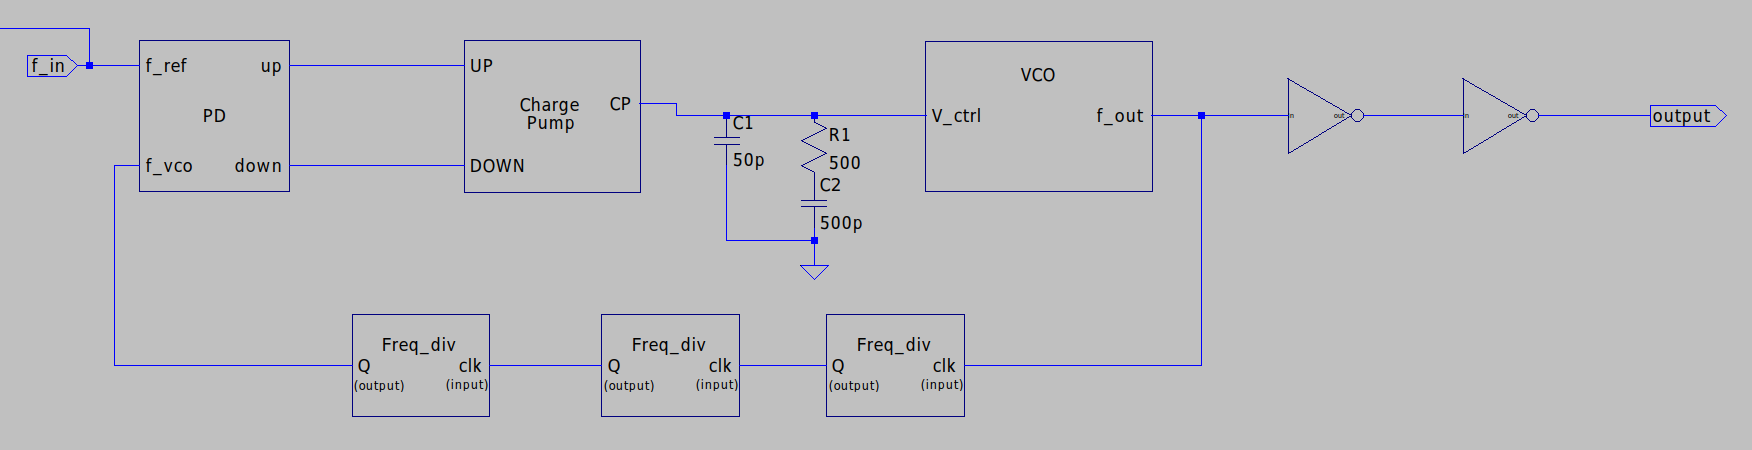 f_in
f_ref
up
PD
f_vco
down
UP
Charge
Pump
CP
DOWN
C1
50p
R1
500
C2
500p
VCO
V_ctrl
f_out
in
out
in
out
output
Freq_div
Q
clk
(output)
(input)
Freq_div
Q
clk
(output)
(input)
Freq_div
Q
clk
(output)
(input)